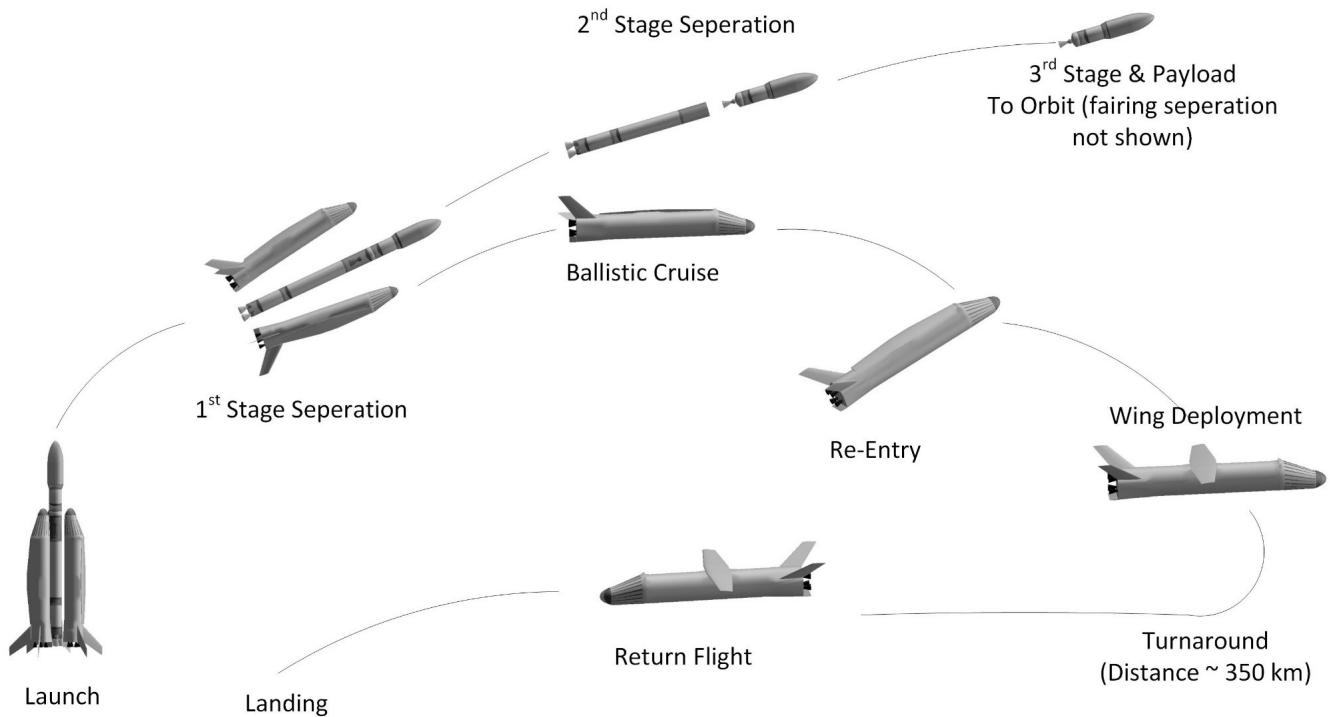 2nd Stage Seperation
3rd Stage & Payload
To Orbit (fairing seperation
not shown)
Ballistic Cruise
1st Stage Seperation
Wing Deployment
Re-Entry
Return Flight
Turnaround
(Distance ~ 350 km)
Launch
Landing